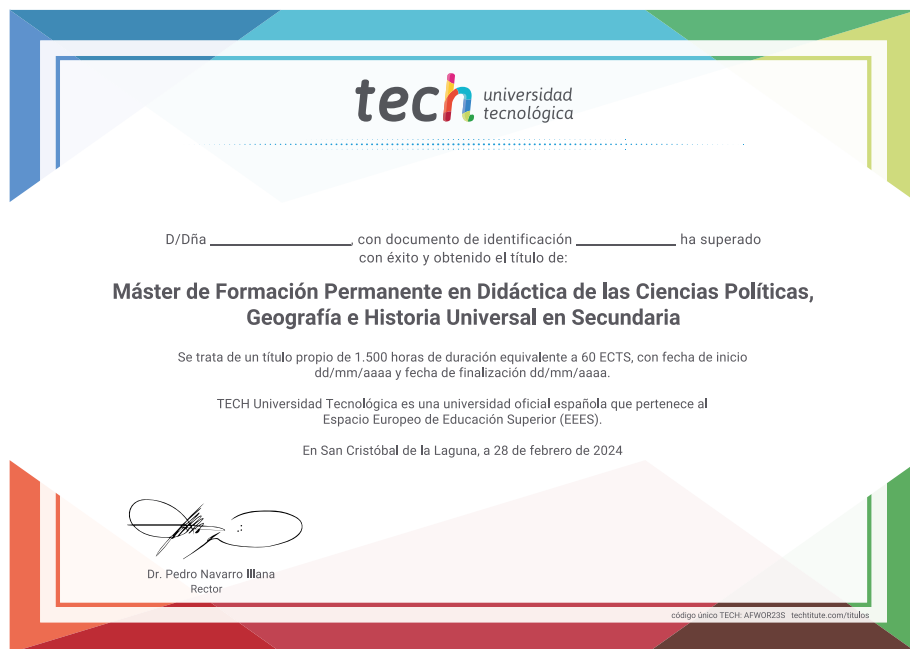 tech universidad
tecnológica
D/Dña ______________, con documento de identificación __________ ha superado
con éxito y obtenido el título de:
Máster de Formación Permanente en Didáctica de las Ciencias Políticas,
Geografía e Historia Universal en Secundaria
Se trata de un título propio de 1.500 horas de duración equivalente a 60 ECTS, con fecha de inicio
dd/mm/aaaa y fecha de finalización dd/mm/aaaa.
TECH Universidad Tecnológica es una universidad oficial española que pertenece al
Espacio Europeo de Educación Superior (EEES).
En San Cristóbal de la Laguna, a 28 de febrero de 2024
Dr. Pedro Navarro Illana
Rector
código único TECH: AFWOR23S techtitute.com/titulos